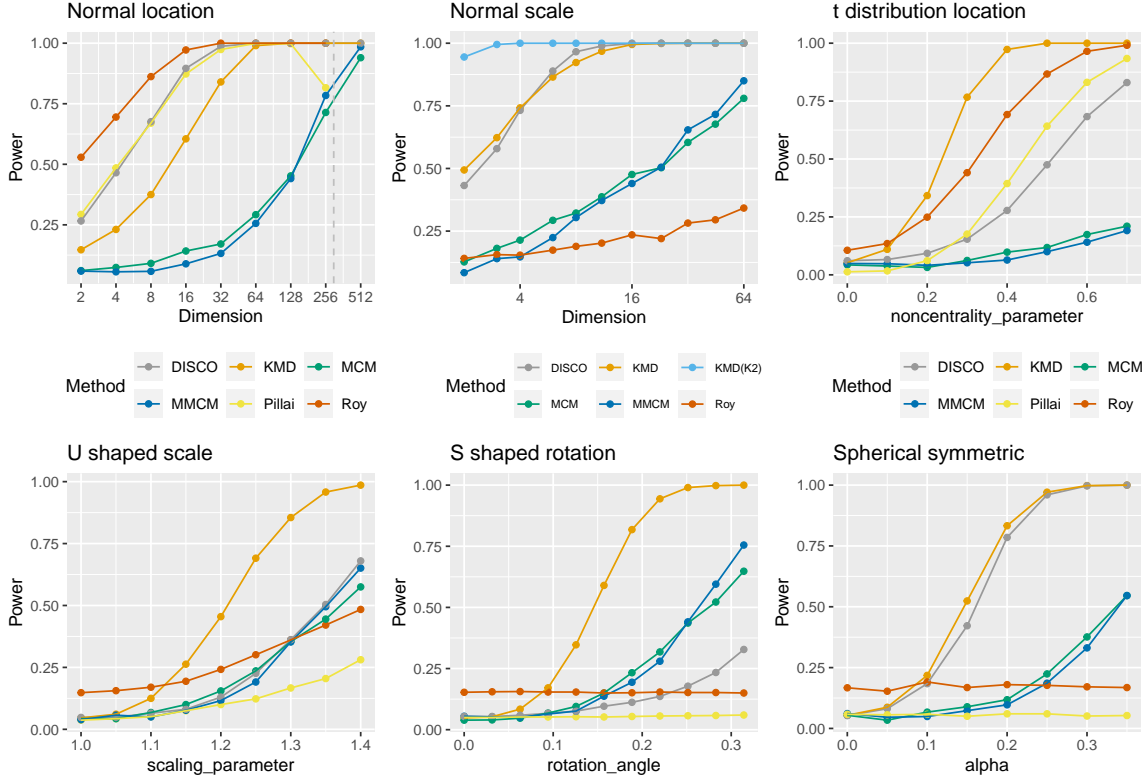 Normal location
Power
1.00
0.75
0.50
0.25
2 4 8 16 32 64 128 256 512
Dimension
Normal scale
Power
1.00
0.75
0.50
0.25
4 16 64
Dimension
t distribution location
Power
1.00
0.75
0.50
0.25
0.00
0.0 0.2 0.4 0.6
noncentrality_parameter
Method
DISCO KMD MCM
MMCM Pillai Roy
Method
DISCO KMD KMD(K2)
MCM MMCM Roy
Method
DISCO KMD MCM
MMCM Pillai Roy
U shaped scale
Power
1.00
0.75
0.50
0.25
0.00
1.0 1.1 1.2 1.3 1.4
scaling_parameter
S shaped rotation
Power
1.00
0.75
0.50
0.25
0.00
0.0 0.1 0.2 0.3
rotation_angle
Spherical symmetric
Power
1.00
0.75
0.50
0.25
0.00
0.0 0.1 0.2 0.3
alpha